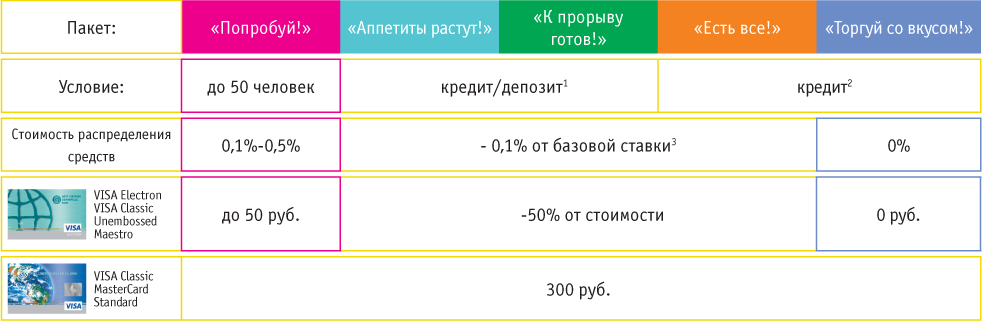 Пакет:
«Попробуй!»
«Аппетиты растут!»
«К прорыву
готов!»
«Есть все!»
«Торгуй со вкусом!»
Условие:
до 50 человек
кредит/депозит¹
кредит²
Стоимость распределения
средств
0,1%-0,5%
- 0,1% от базовой ставки³
0%
VISA
VISA Electron
VISA Classic
Unembossed
Maestro
до 50 руб.
-50% от стоимости
0 руб.
VISA
VISA Classic
MasterCard
Standard
300 руб.